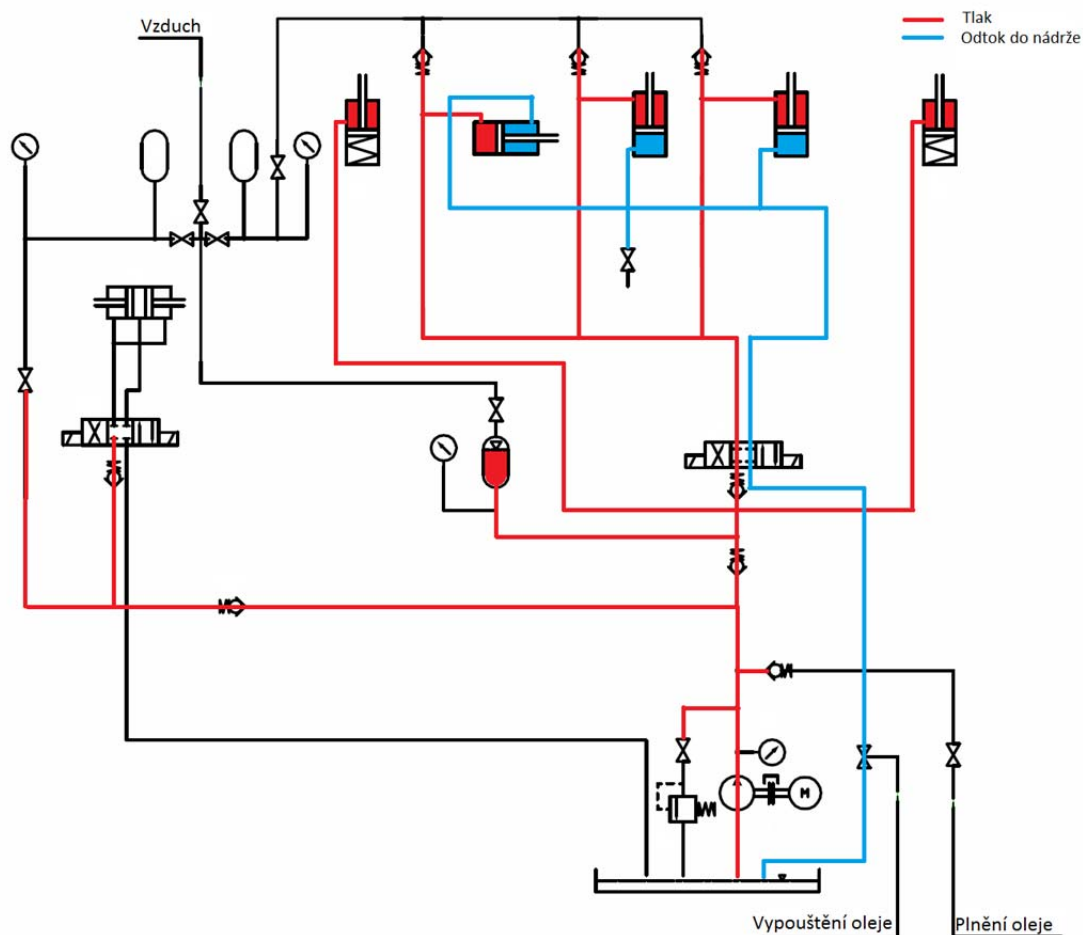 Vzduch
Tlak
Odtok do nádrže
M
Vypouštění oleje
Plnění oleje